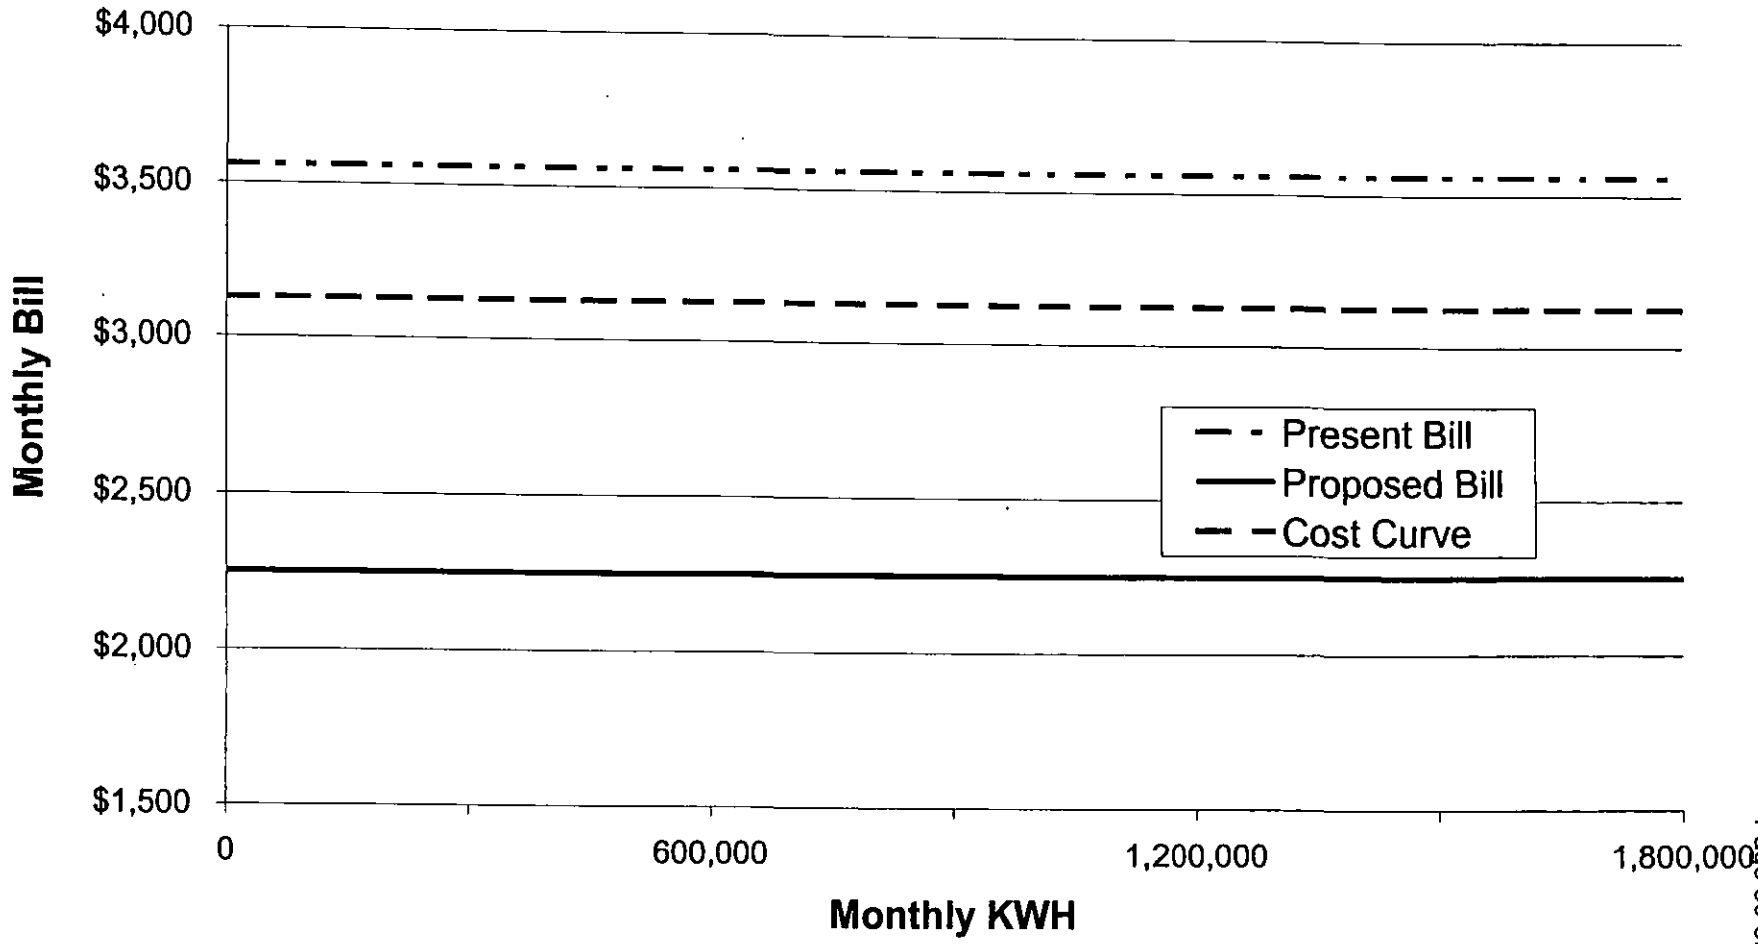 $4,000
$3,500
$3,000
$2,500
$2,000
$1,500
Monthly Bill
Present Bill
Proposed Bill
Cost Curve
0 600,000 1,200,000 1,800,000
Monthly KWH